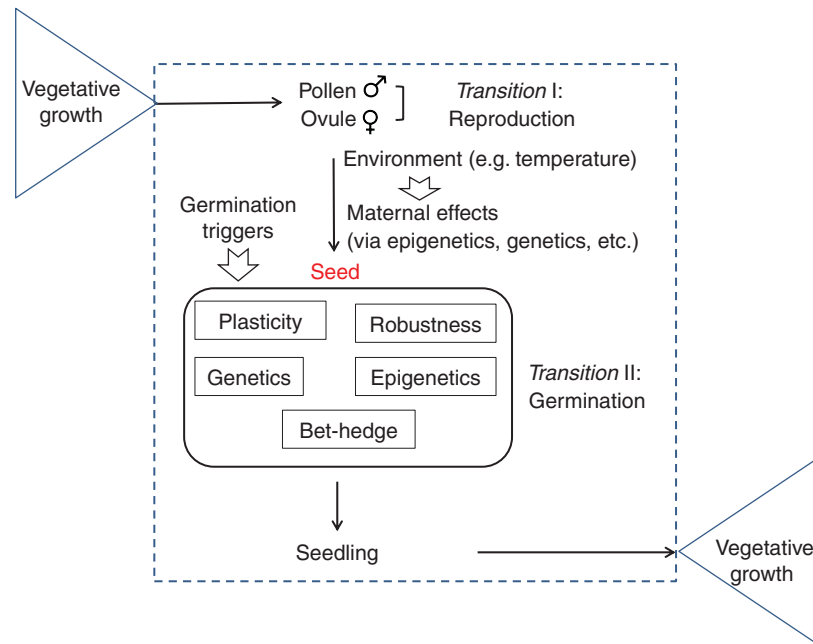 Vegetative
growth
Pollen ♂
Ovule ♀
Transition I:
Reproduction
Environment (e.g. temperature)
Maternal effects
(via epigenetics, genetics, etc.)
Germination
triggers
Seed
Plasticity
Robustness
Genetics
Epigenetics
Bet-hedge
Transition II:
Germination
Seedling
Vegetative
growth